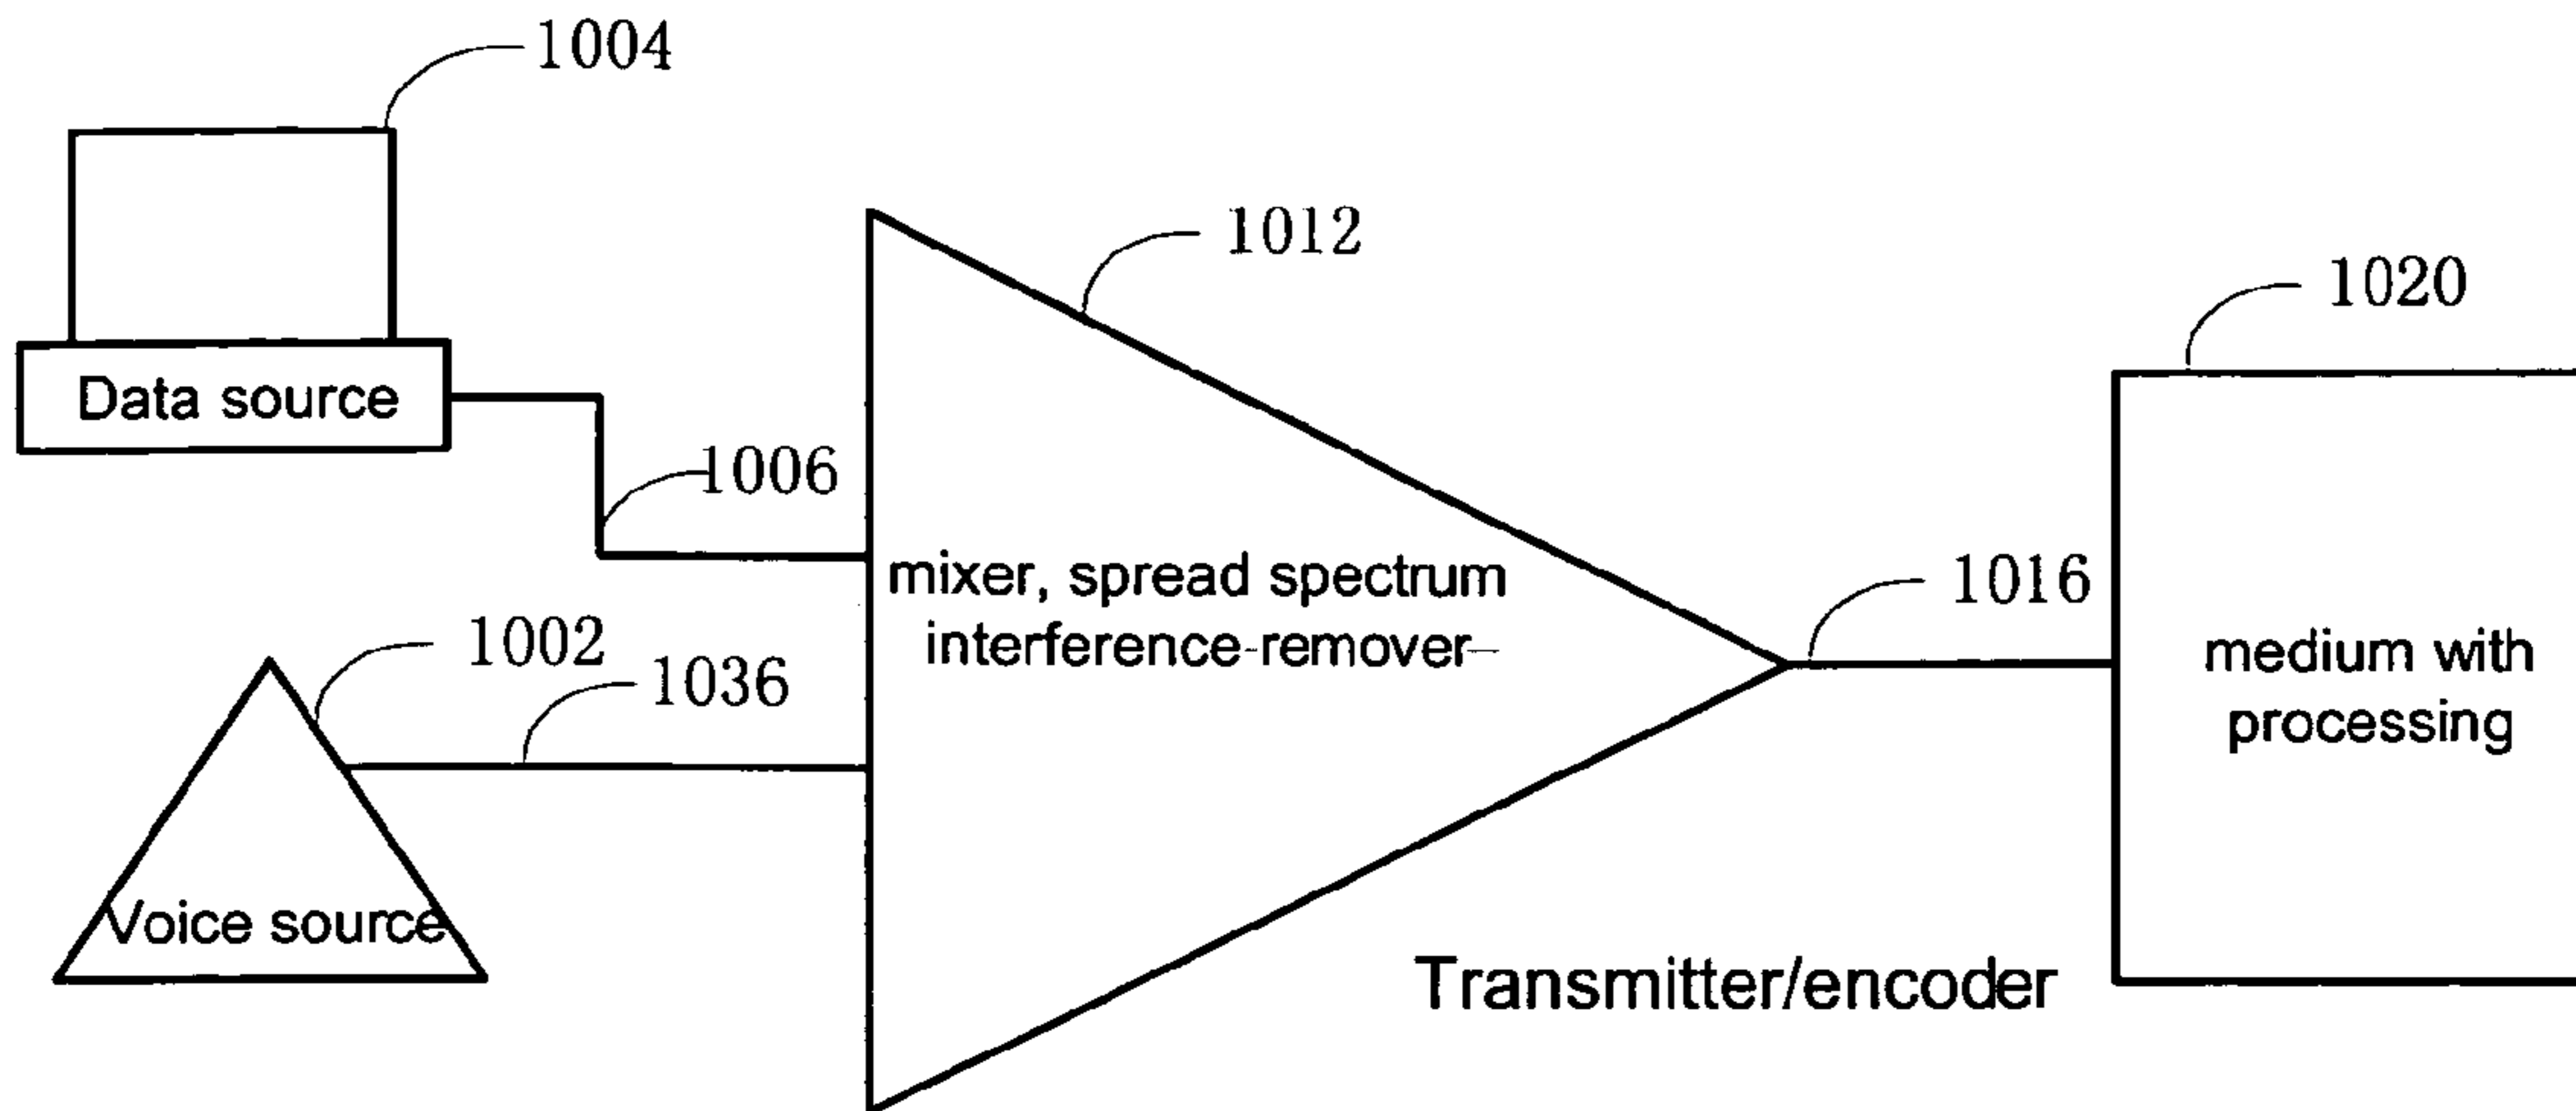 1004
1012
1020
Data source
1006
mixer, spread spectrum
interference-remover
1016
1002
1036
medium with
processing
Voice source
Transmitter/encoder